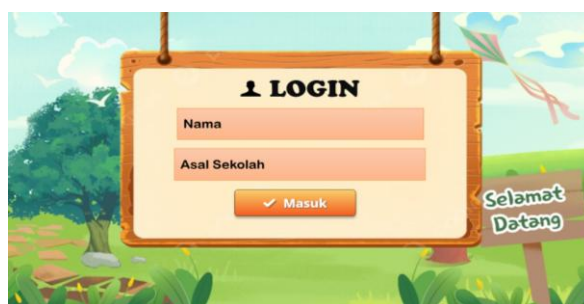 LOGIN
Nama
Asal Sekolah
Masuk
Selamat
Datang